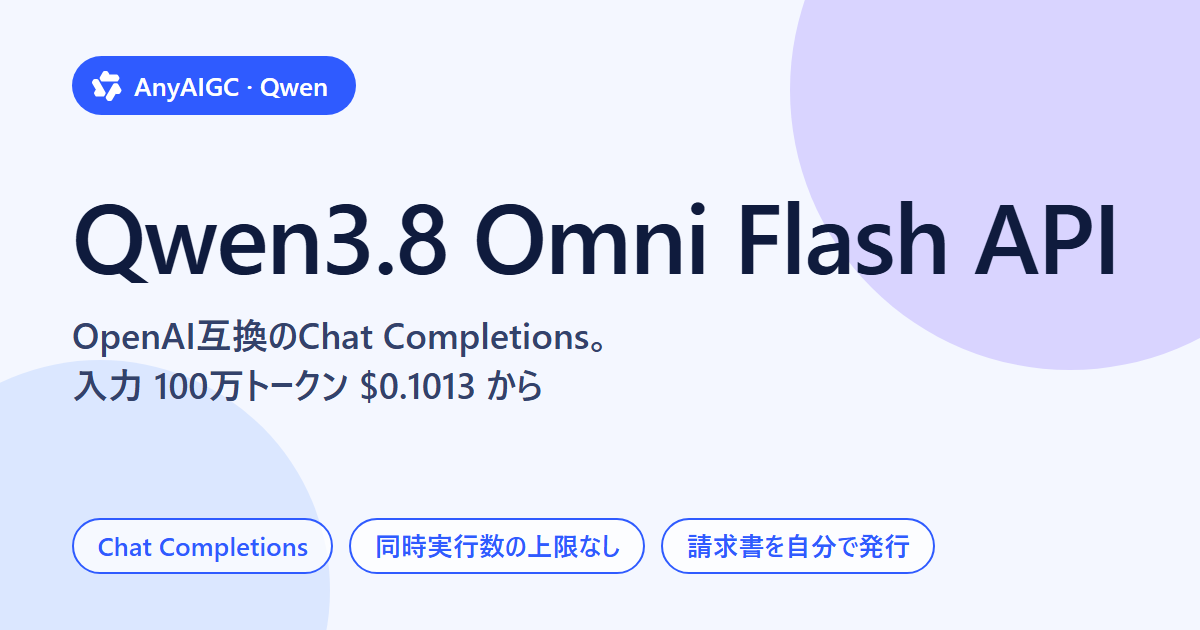 AnyAIGC · Qwen
Qwen3.8 Omni Flash API
OpenAI互換のChat Completions。
入力 100万トークン $0.1013 から
Chat Completions
同時実行数の上限なし
請求書を自分で発行